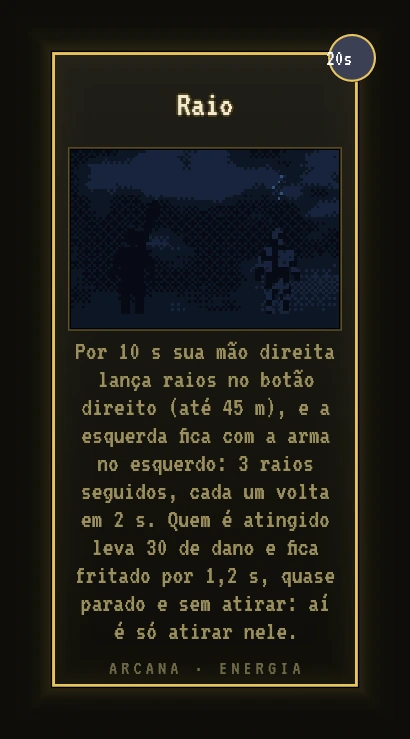 20s
Raio
Por 10 s sua mão direita
lança raios no botão
direito (até 45 m), e a
esquerda fica com a arma
no esquerdo: 3 raios
seguidos, cada um volta
em 2 s. Quem é atingido
leva 30 de dano e fica
fritado por 1,2 s, quase
parado e sem atirar: aí
é só atirar nele.
ARCANA · ENERGIA